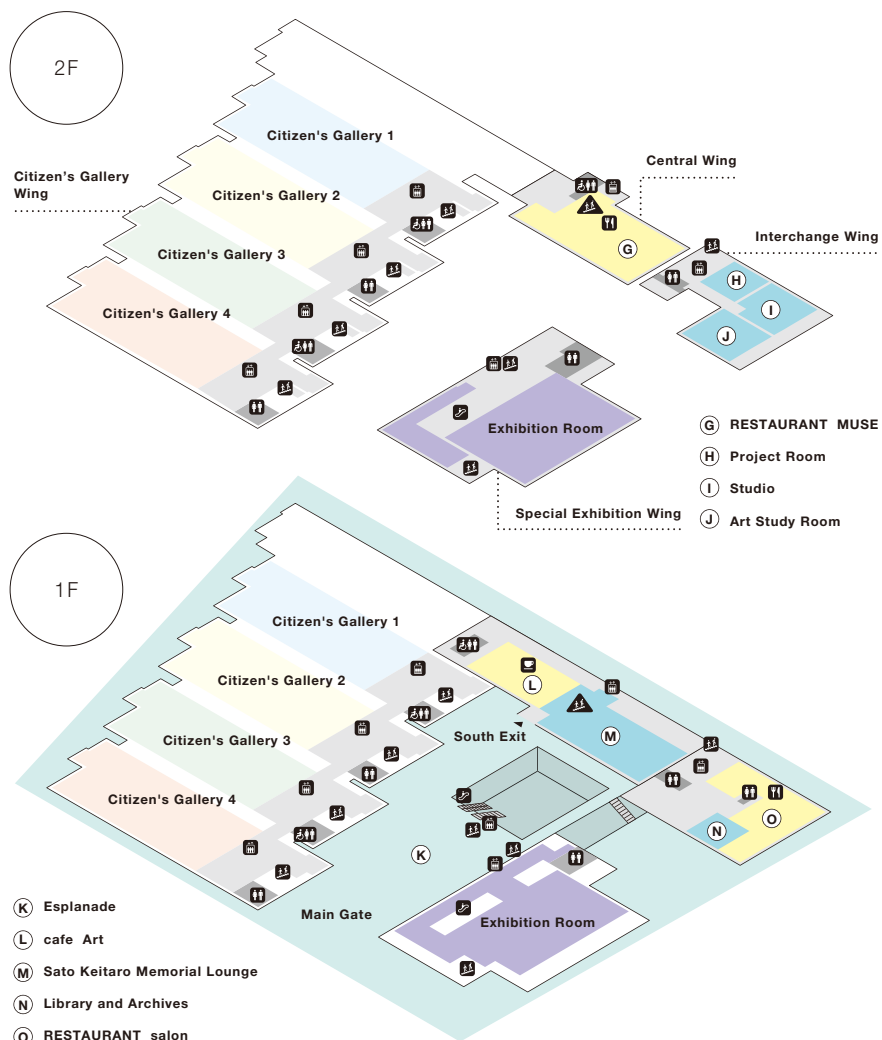 2F
Citizen's Gallery 1
Central Wing
Citizen's Gallery
Wing
Citizen's Gallery 2
G
Interchange Wing
Citizen's Gallery 3
H
I
Citizen's Gallery 4
J
Exhibition Room
G RESTAURANT MUSE
H Project Room
I Studio
Special Exhibition Wing
J Art Study Room
1F
Citizen's Gallery 1
Citizen's Gallery 2
L
South Exit
M
Citizen's Gallery 3
Citizen's Gallery 4
O
N
K
Main Gate
Exhibition Room
K Esplanade
L cafe Art
M Sato Keitaro Memorial Lounge
N Library and Archives
O RESTAURANT salon